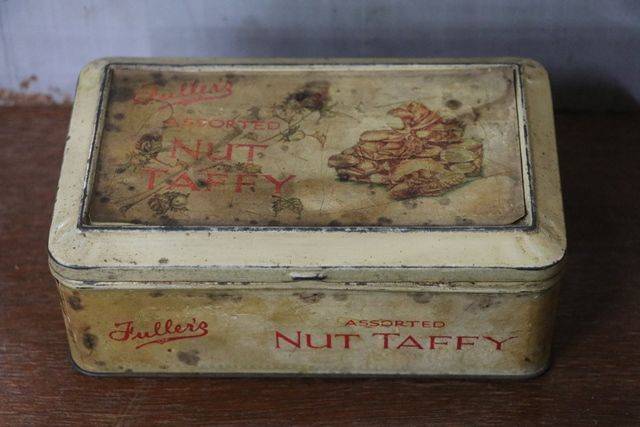 Fuller's
ASSORTED
NUT
TAFFY
Fuller's
ASSORTED
NUT TAFFY